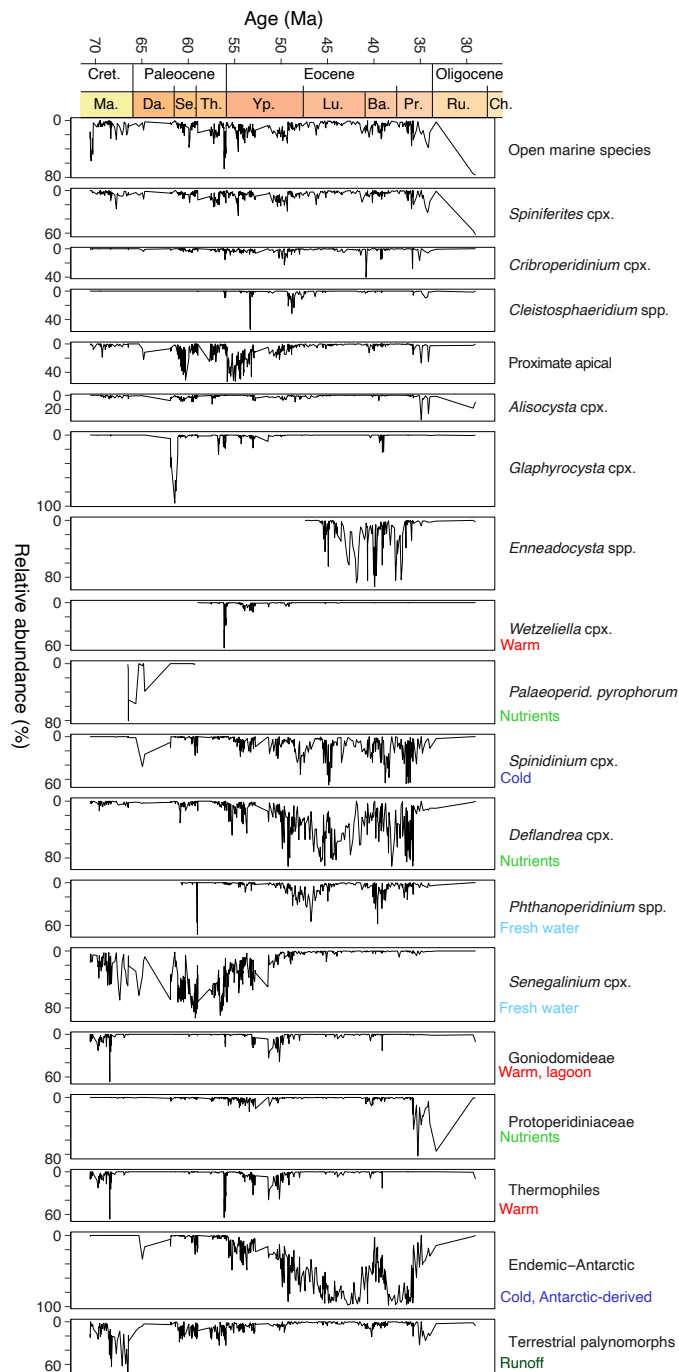 Age (Ma)
70 65 60 55 50 45 40 35 30
Cret. Paleocene Eocene Oligocene
Ma. Da. Se. Th. Yp. Lu. Ba. Pr. Ru. Ch.
0
80
Open marine species
0
60
Spiniferites cpx.
0
40
Cribroperidinium cpx.
0
40
Cleistosphaeridium spp.
0
40
Proximate apical
0
20
Alisocysta cpx.
0
100
Glaphyrocysta cpx.
0
80
Enneadocysta spp.
0
60
Wetzeliella cpx.
Warm
0
80
Palaeoperid. pyrophorum
Nutrients
0
60
Spinidinium cpx.
Cold
0
80
Deflandrea cpx.
Nutrients
0
60
Phthanoperidinium spp.
Fresh water
0
80
Senegalinium cpx.
Fresh water
0
60
Goniodomideae
Warm, lagoon
0
80
Protoperidiniaceae
Nutrients
0
60
Thermophiles
Warm
0
100
Endemic−Antarctic
Cold, Antarctic-derived
0
60
Terrestrial palynomorphs
Runoff
Relative abundance (%)